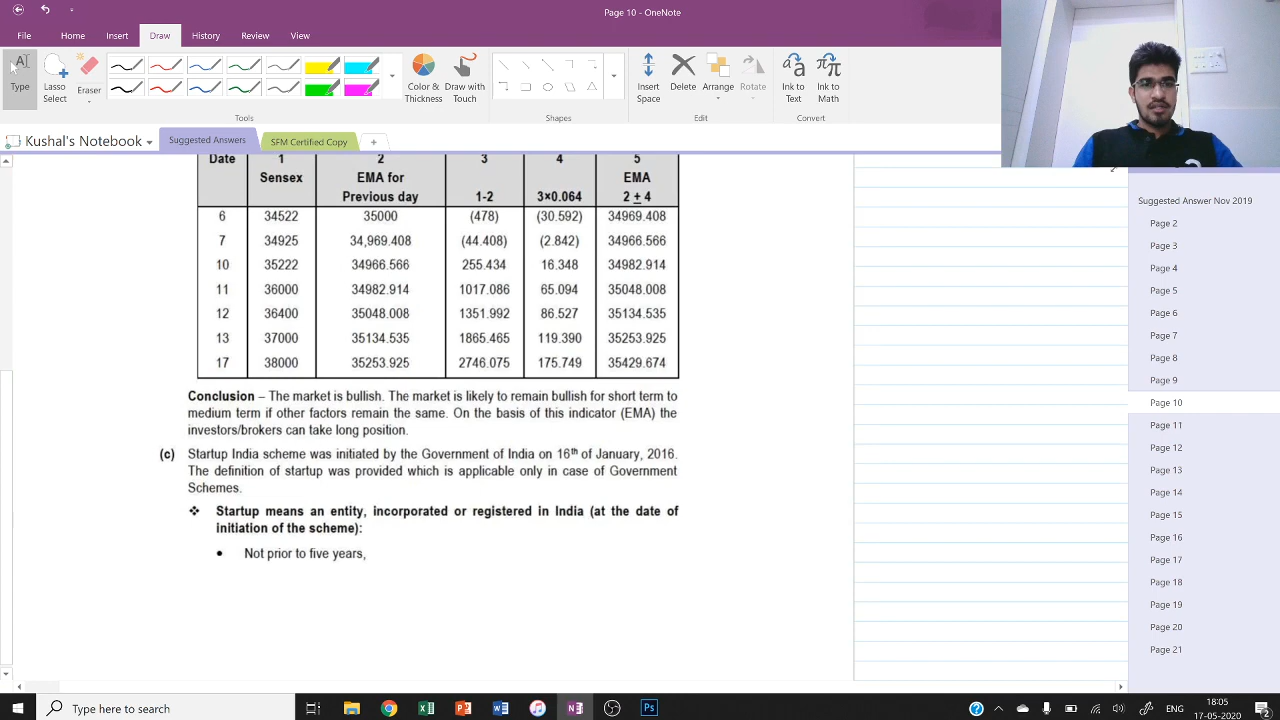 Page 10 - OneNote
File Home Insert Draw History Review View
Type
Lasso Select
Eraser
Color & Thickness
Draw with Touch
Insert Space
Delete
Arrange
Rotate
Ink to Text
Ink to Math
Tools
Shapes
Edit
Convert
Kushal's Notebook
Suggested Answers
SFM Certified Copy
+
Date 1 2 3 4 5
Sensex EMA for EMA
Previous day 1-2 3×0.064 2 ± 4
6 34522 35000 (478) (30.592) 34969.408
7 34925 34,969.408 (44.408) (2.842) 34966.566
10 35222 34966.566 255.434 16.348 34982.914
11 36000 34982.914 1017.086 65.094 35048.008
12 36400 35048.008 1351.992 86.527 35134.535
13 37000 35134.535 1865.465 119.390 35253.925
17 38000 35253.925 2746.075 175.749 35429.674
Conclusion – The market is bullish. The market is likely to remain bullish for short term to
medium term if other factors remain the same. On the basis of this indicator (EMA) the
investors/brokers can take long position.
(c) Startup India scheme was initiated by the Government of India on 16th of January, 2016.
The definition of startup was provided which is applicable only in case of Government
Schemes.
❖ Startup means an entity, incorporated or registered in India (at the date of
initiation of the scheme):
• Not prior to five years,
Suggested Answer Nov 2019
Page 2
Page 3
Page 4
Page 5
Page 6
Page 7
Page 8
Page 9
Page 10
Page 11
Page 12
Page 13
Page 14
Page 15
Page 16
Page 17
Page 18
Page 19
Page 20
Page 21
Type here to search
18:05
17-05-2020
2